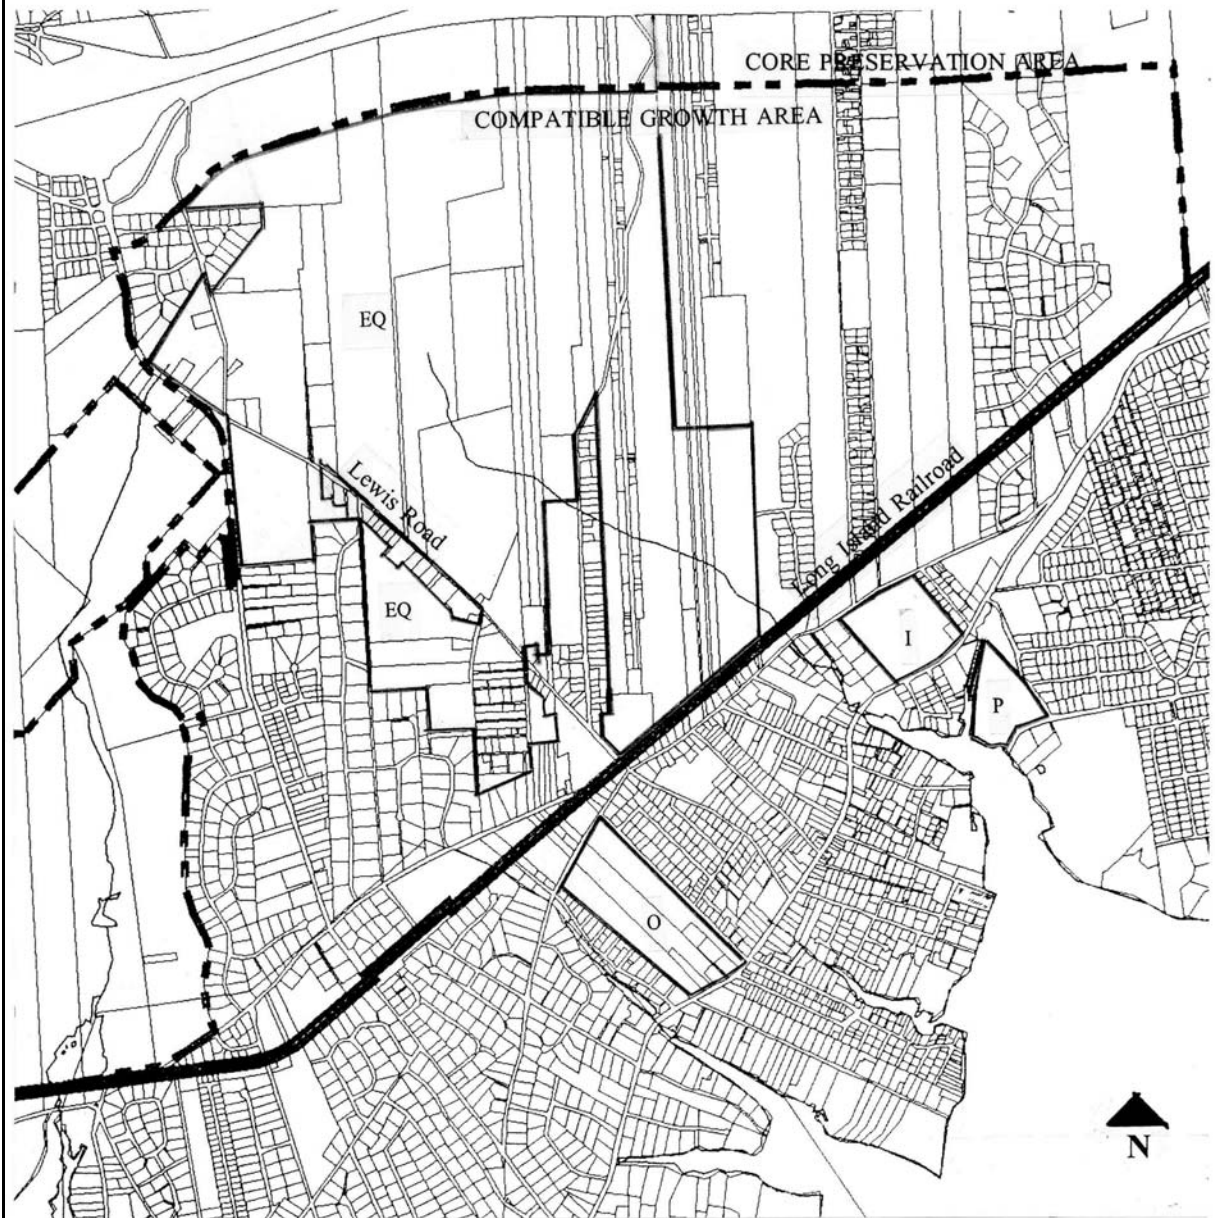 CORE PRESERVATION AREA
COMPATIBLE GROWTH AREA
EQ
Lewis Road
Long Island Railroad
EQ
I
P
O
N